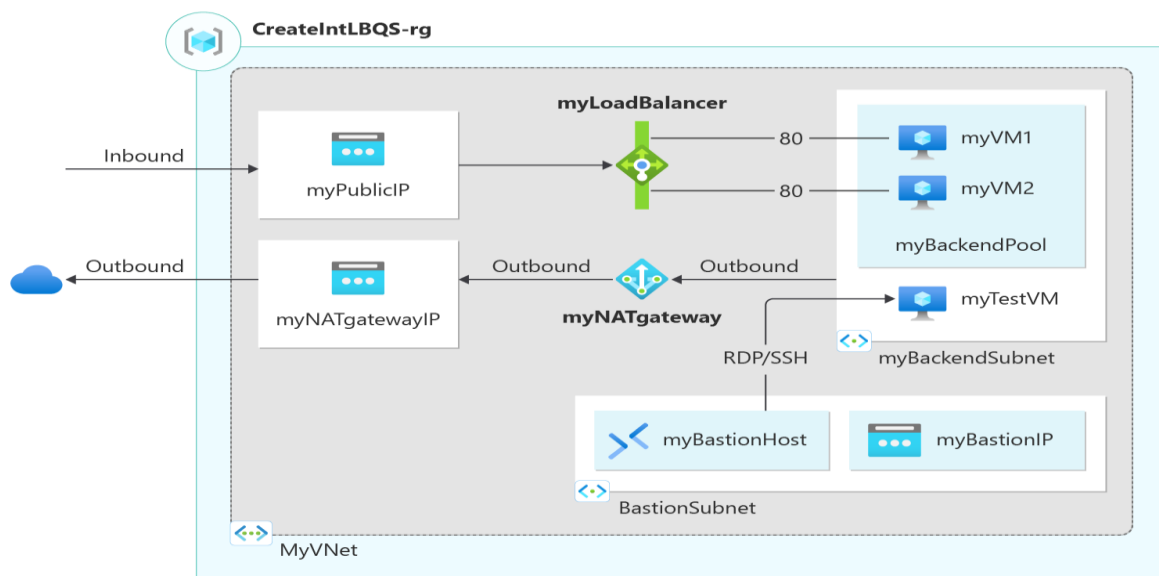 CreateIntLBQS-rg
myLoadBalancer
Inbound
myPublicIP
80
myVM1
80
myVM2
myBackendPool
Outbound
myNATgatewayIP
Outbound
myNATgateway
Outbound
myTestVM
RDP/SSH
myBackendSubnet
myBastionHost
myBastionIP
BastionSubnet
MyVNet